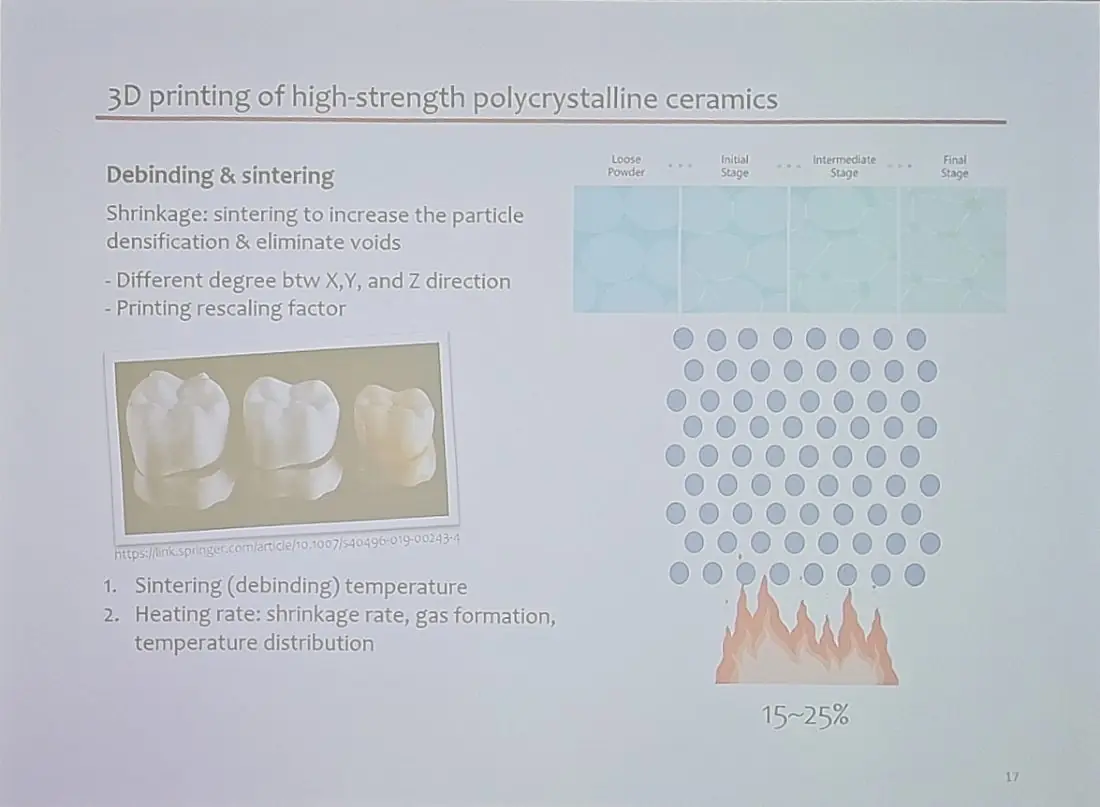 3D printing of high-strength polycrystalline ceramics
Debinding & sintering
Shrinkage: sintering to increase the particle
densification & eliminate voids
- Different degree btw X,Y, and Z direction
- Printing rescaling factor
https://link.springer.com/article/10.1007/s40496-019-00243-4
1. Sintering (debinding) temperature
2. Heating rate: shrinkage rate, gas formation,
temperature distribution
Loose
Powder
Initial
Stage
Intermediate
Stage
Final
Stage
15~25%
17